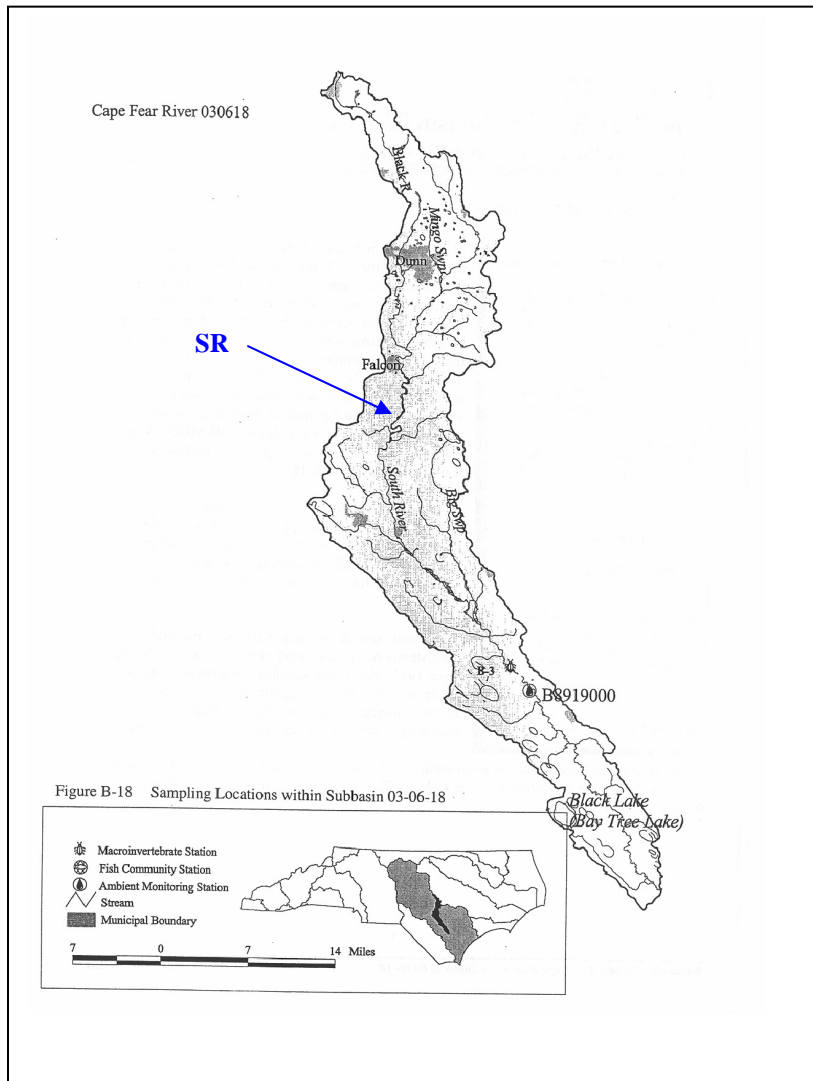 Cape Fear River 030618
Black R
Mingo Swp
Dunn
SR
Falcon
South River
Big Swp
B-3
B8919000
Figure B-18 Sampling Locations within Subbasin 03-06-18
Black Lake
(Bay Tree Lake)
Macroinvertebrate Station
Fish Community Station
Ambient Monitoring Station
Stream
Municipal Boundary
7 0 7 14 Miles